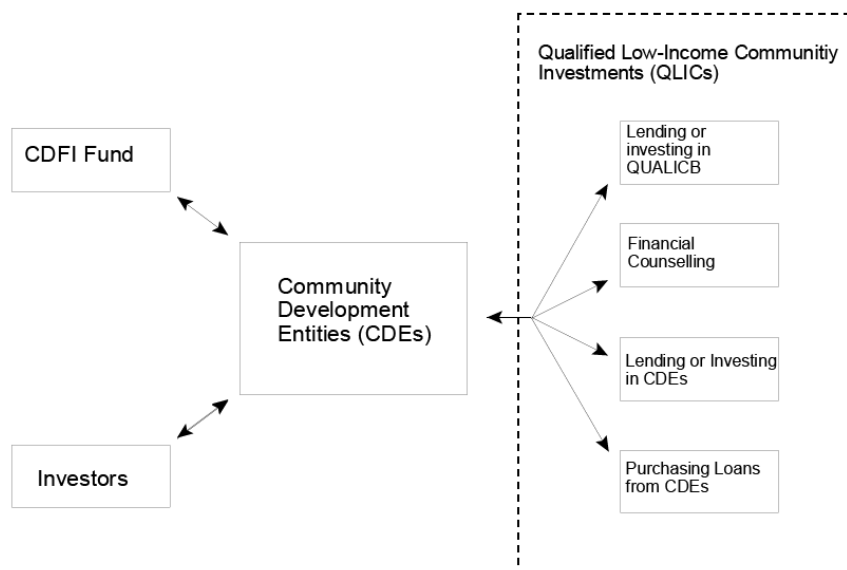 Qualified Low-Income Communitiy
Investments (QLICs)
CDFI Fund
Lending or
investing in
QUALICB
Financial
Counselling
Community
Development
Entities (CDEs)
Lending or Investing
in CDEs
Investors
Purchasing Loans
from CDEs